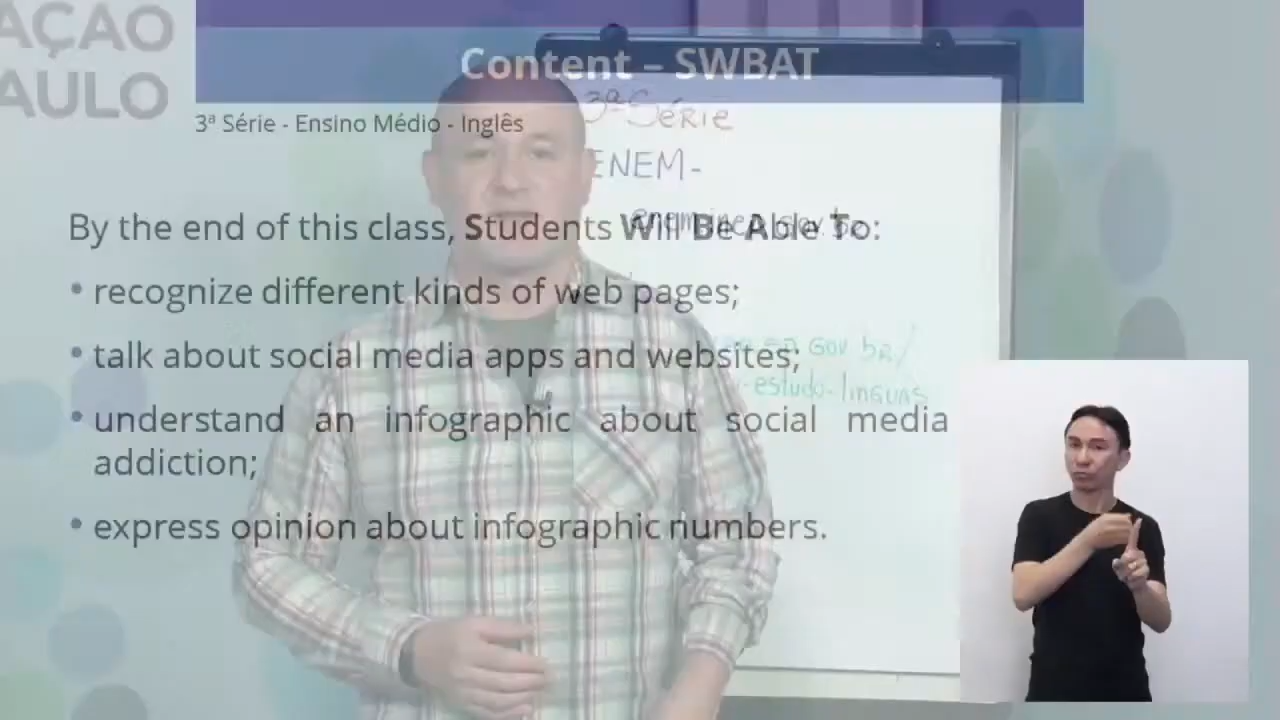 AÇÃO
AULO
Content – SWBAT
3ª Série - Ensino Médio - Inglês
3ª Série
ENEM-
By the end of this class, Students Will Be Able To:
recognize different kinds of web pages;
talk about social media apps and websites;
gov br/
-estudo-linguas
understand an infographic about social media
addiction;
express opinion about infographic numbers.